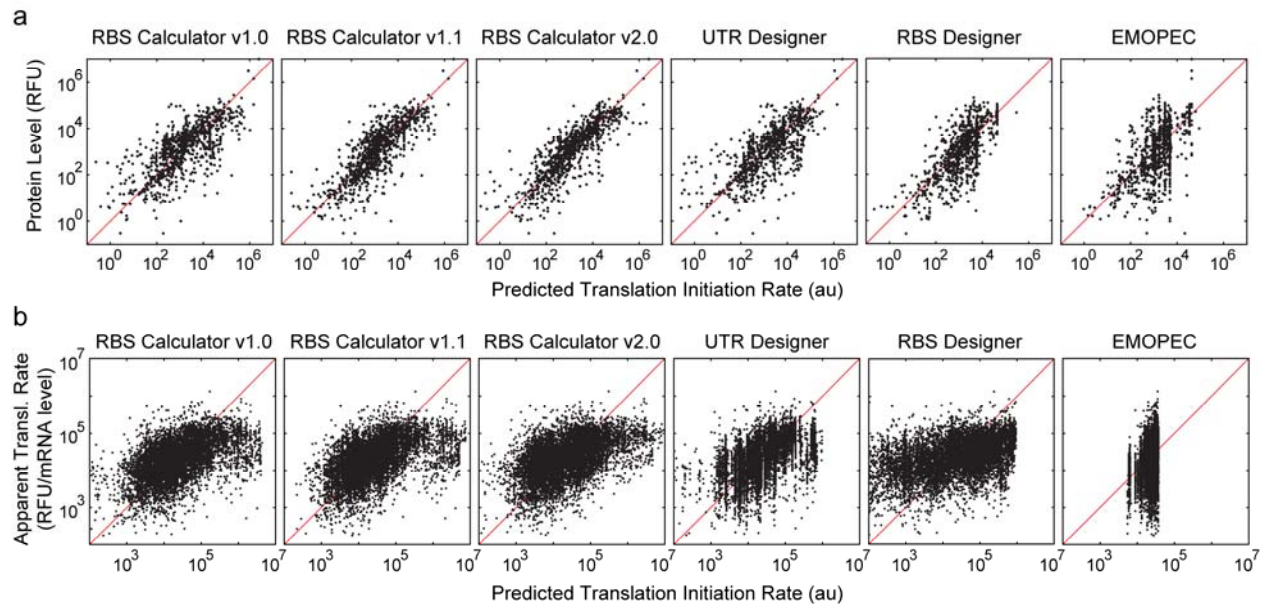 a
RBS Calculator v1.0 RBS Calculator v1.1 RBS Calculator v2.0 UTR Designer RBS Designer EMOPEC
Protein Level (RFU)
10^6
10^4
10^2
10^0
10^0 10^2 10^4 10^6 10^0 10^2 10^4 10^6 10^0 10^2 10^4 10^6 10^0 10^2 10^4 10^6 10^0 10^2 10^4 10^6 10^0 10^2 10^4 10^6
Predicted Translation Initiation Rate (au)
b
RBS Calculator v1.0 RBS Calculator v1.1 RBS Calculator v2.0 UTR Designer RBS Designer EMOPEC
Apparent Transl. Rate
(RFU/mRNA level)
10^7
10^5
10^3
10^3 10^5 7 10^3 10^5 7 10^3 10^5 10^7 10^3 10^5 10^7 10^3 10^5 10^7 10^3 10^5 10^7
Predicted Translation Initiation Rate (au)